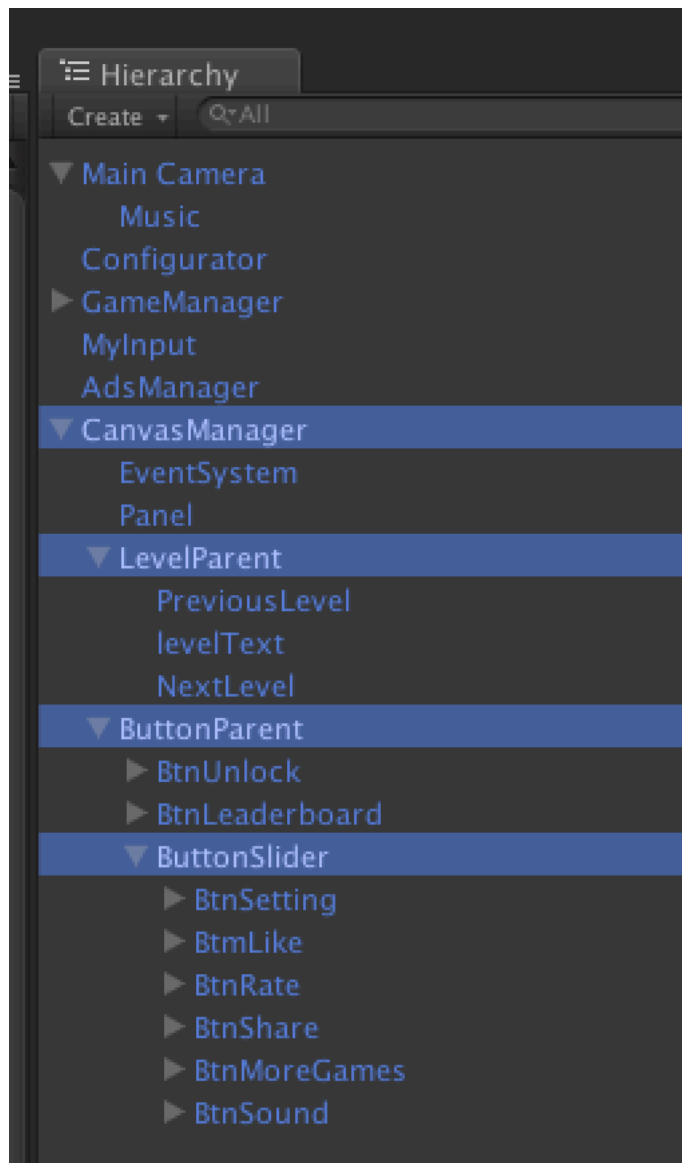 Hierarchy
Create All
Main Camera
Music
Configurator
GameManager
MyInput
AdsManager
CanvasManager
EventSystem
Panel
LevelParent
PreviousLevel
levelText
NextLevel
ButtonParent
BtnUnlock
BtnLeaderboard
ButtonSlider
BtnSetting
BtmLike
BtnRate
BtnShare
BtnMoreGames
BtnSound